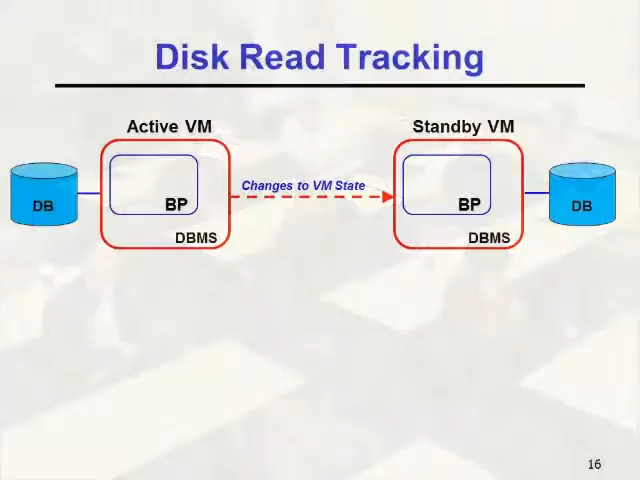 Disk Read Tracking
Active VM
Standby VM
Changes to VM State
DB
BP
DBMS
BP
DBMS
DB
16